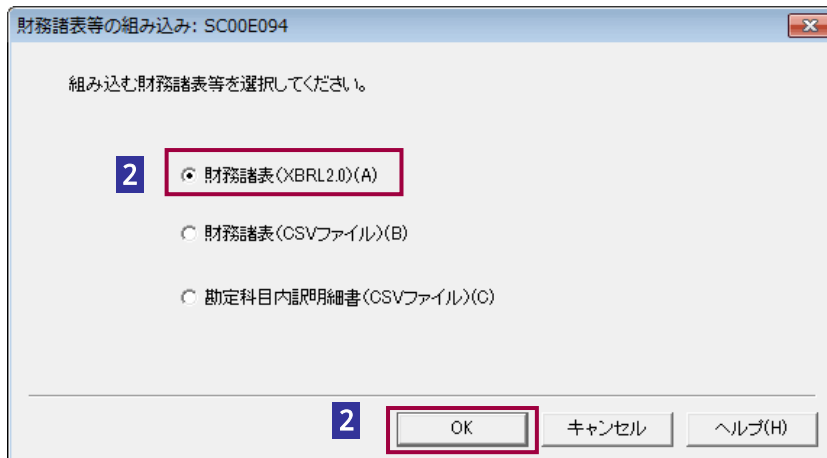 財務諸表等の組み込み: SC00E094
組み込む財務諸表等を選択してください。
2
財務諸表(XBRL2.0)(A)
財務諸表(CSVファイル)(B)
勘定科目内訳明細書(CSVファイル)(C)
2
OK
キャンセル
ヘルプ(H)